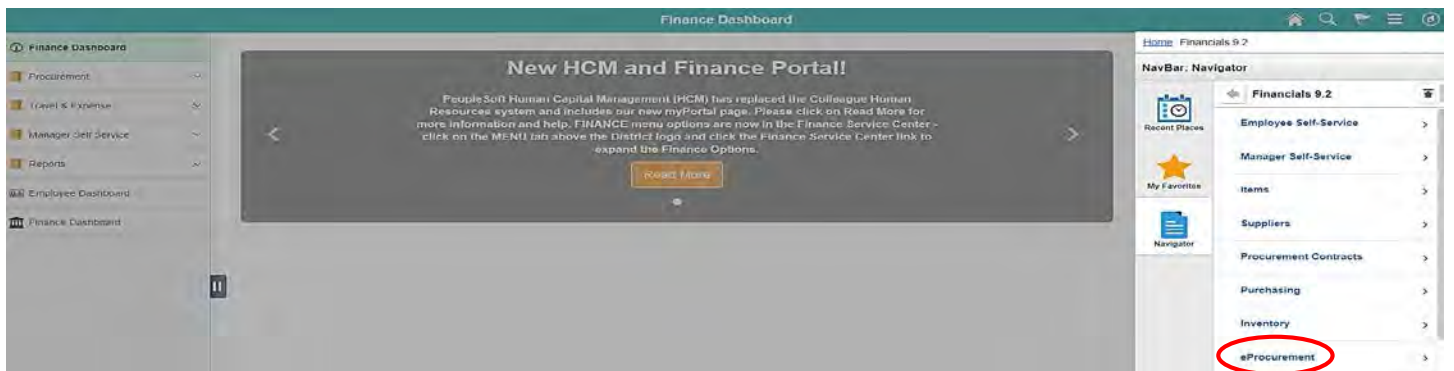 Finance Dashboard
Finance Dashboard
Procurement
Travel & Expense
Manager Self Service
Reports
Employee Dashboard
Finance Dashboard
New HCM and Finance Portal!
PeopleSoft Human Capital Management (HCM) has replaced the Colleague Human
Resources system and includes our new myPortal page. Please click on Read More for
more information and help. FINANCE menu options are now in the Finance Service Center -
click on the MENU tab above the District logo and click the Finance Service Center link to
expand the Finance Options.
Read More
Home Financials 9.2
NavBar: Navigator
Recent Places
My Favorites
Navigator
Financials 9.2
Employee Self-Service
Manager Self-Service
Items
Suppliers
Procurement Contracts
Purchasing
Inventory
eProcurement